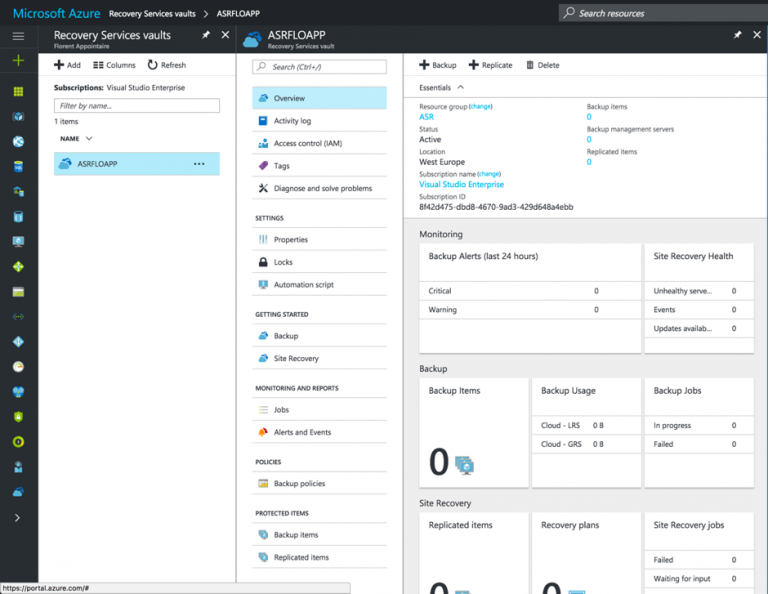 Microsoft Azure Recovery Services vaults > ASRFLOAPP
Search resources
Recovery Services vaults
Florent Appointaire
Add Columns Refresh
Subscriptions: Visual Studio Enterprise
Filter by name...
1 items
NAME
ASRFLOAPP ...
ASRFLOAPP
Recovery Services vault
Search (Ctrl+/)
Overview
Activity log
Access control (IAM)
Tags
Diagnose and solve problems
SETTINGS
Properties
Locks
Automation script
GETTING STARTED
Backup
Site Recovery
MONITORING AND REPORTS
Jobs
Alerts and Events
POLICIES
Backup policies
PROTECTED ITEMS
Backup items
Replicated items
Backup Replicate Delete
Essentials
Resource group (change)
ASR
Status
Active
Location
West Europe
Subscription name (change)
Visual Studio Enterprise
Subscription ID
8f42d475-dbd8-4670-9ad3-429d648a4ebb
Backup items
0
Backup management servers
0
Replicated items
0
Monitoring
Backup Alerts (last 24 hours)
Critical 0
Warning 0
Site Recovery Health
Unhealthy serve... 0
Events 0
Updates availab... 0
Backup
Backup Items
0
Backup Usage
Cloud - LRS 0 B
Cloud - GRS 0 B
Backup Jobs
In progress 0
Failed 0
Site Recovery
Replicated items
0
Recovery plans
0
Site Recovery jobs
Failed 0
Waiting for input 0
https://portal.azure.com/#